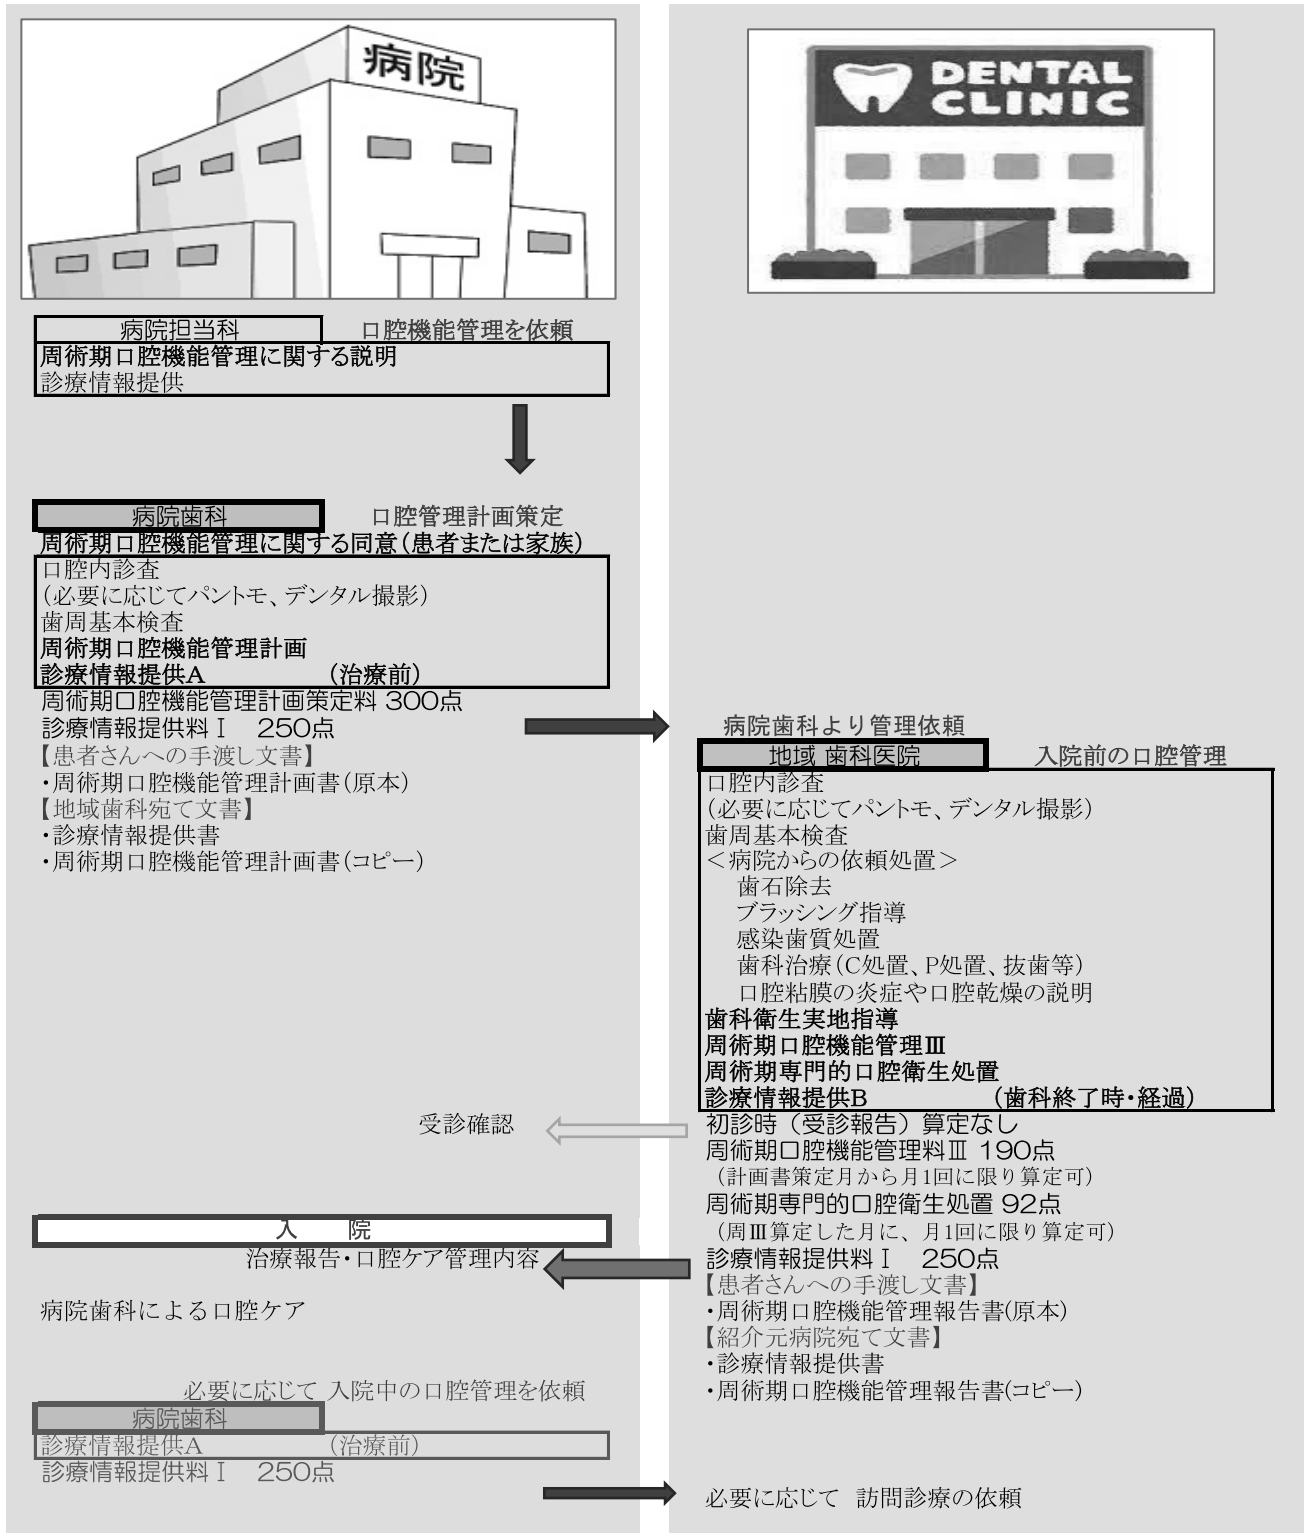 病院
病院担当科　口腔機能管理を依頼
周術期口腔機能管理に関する説明
診療情報提供
病院歯科　口腔管理計画策定
周術期口腔機能管理に関する同意（患者または家族）
口腔内診査
（必要に応じてパントモ、デンタル撮影）
歯周基本検査
周術期口腔機能管理計画
診療情報提供A　（治療前）
周術期口腔機能管理計画策定料 300点
診療情報提供料Ⅰ　250点
【患者さんへの手渡し文書】
・周術期口腔機能管理計画書（原本）
【地域歯科宛て文書】
・診療情報提供書
・周術期口腔機能管理計画書（コピー）
受診確認
入　院
治療報告・口腔ケア管理内容
病院歯科による口腔ケア
必要に応じて 入院中の口腔管理を依頼
病院歯科
診療情報提供A　（治療前）
診療情報提供料Ⅰ　250点
DENTAL
CLINIC
病院歯科より管理依頼
地域 歯科医院　入院前の口腔管理
口腔内診査
（必要に応じてパントモ、デンタル撮影）
歯周基本検査
＜病院からの依頼処置＞
歯石除去
ブラッシング指導
感染歯質処置
歯科治療（C処置、P処置、抜歯等）
口腔粘膜の炎症や口腔乾燥の説明
歯科衛生実地指導
周術期口腔機能管理Ⅲ
周術期専門的口腔衛生処置
診療情報提供B　（歯科終了時・経過）
初診時（受診報告）算定なし
周術期口腔機能管理料Ⅲ 190点
（計画書策定月から月1回に限り算定可）
周術期専門的口腔衛生処置 92点
（周Ⅲ算定した月に、月1回に限り算定可）
診療情報提供料Ⅰ　250点
【患者さんへの手渡し文書】
・周術期口腔機能管理報告書(原本）
【紹介元病院宛て文書】
・診療情報提供書
・周術期口腔機能管理報告書(コピー）
必要に応じて　訪問診療の依頼